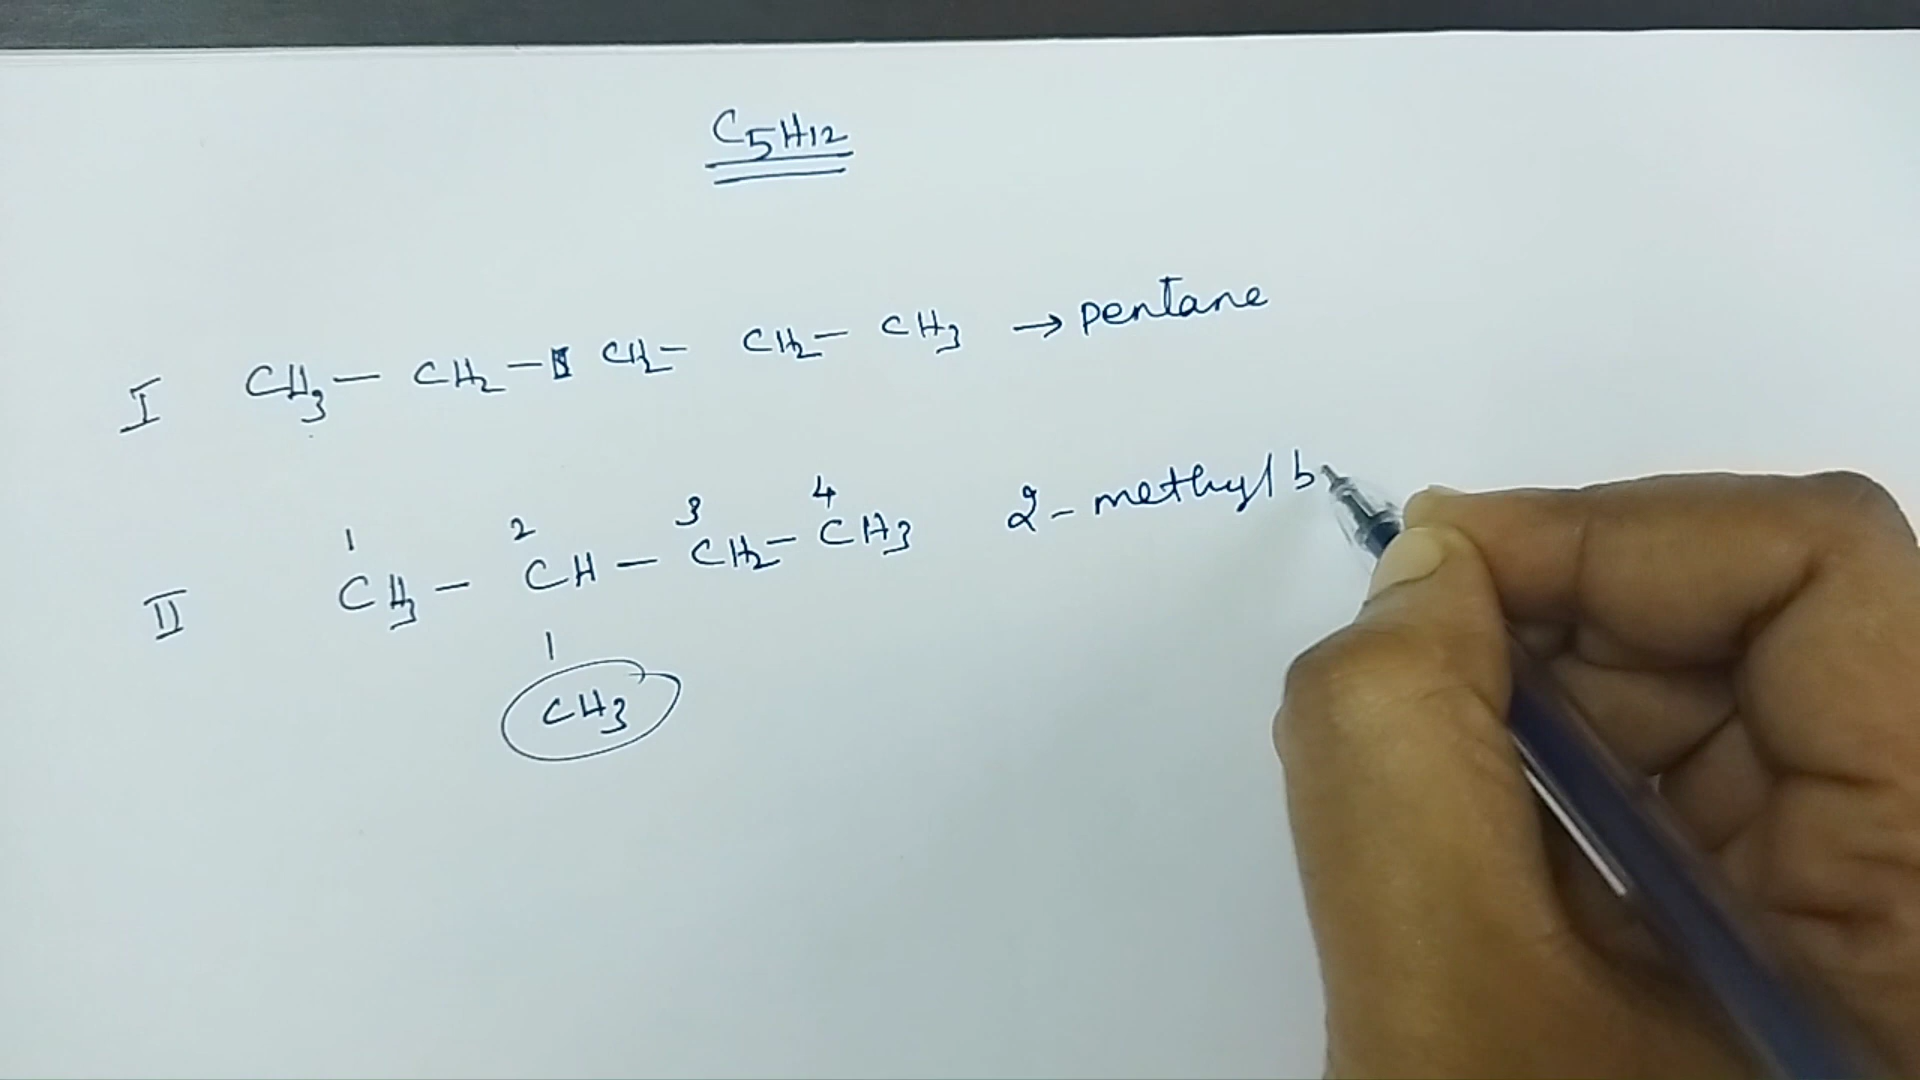 C5H12
I CH3 — CH2 — CH2 — CH2 — CH3 → pentane
1 2 3 4
II CH3 — CH — CH2 — CH3 2 - methyl b
|
CH3